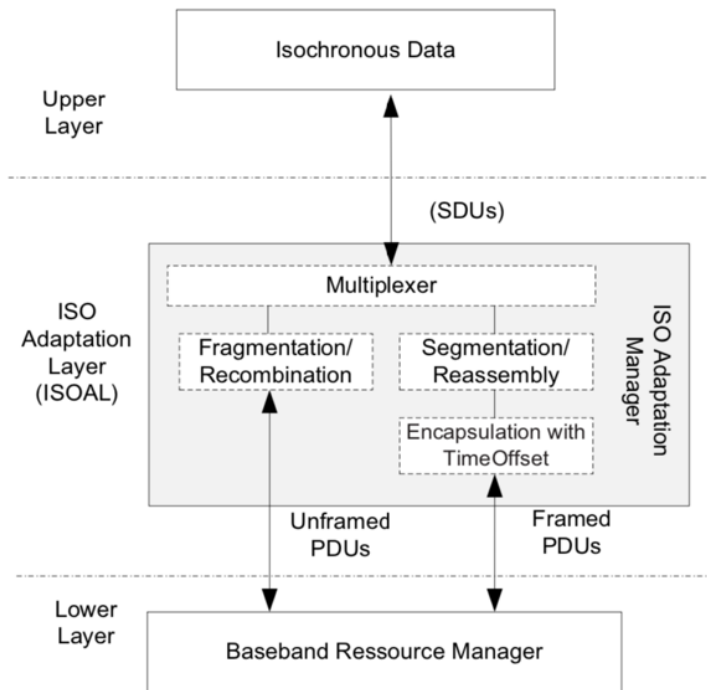 Isochronous Data
Upper
Layer
(SDUs)
Multiplexer
ISO
Adaptation
Layer
(ISOAL)
Fragmentation/
Recombination
Segmentation/
Reassembly
Encapsulation with
TimeOffset
ISO Adaptation
Manager
Unframed
PDUs
Framed
PDUs
Lower
Layer
Baseband Ressource Manager